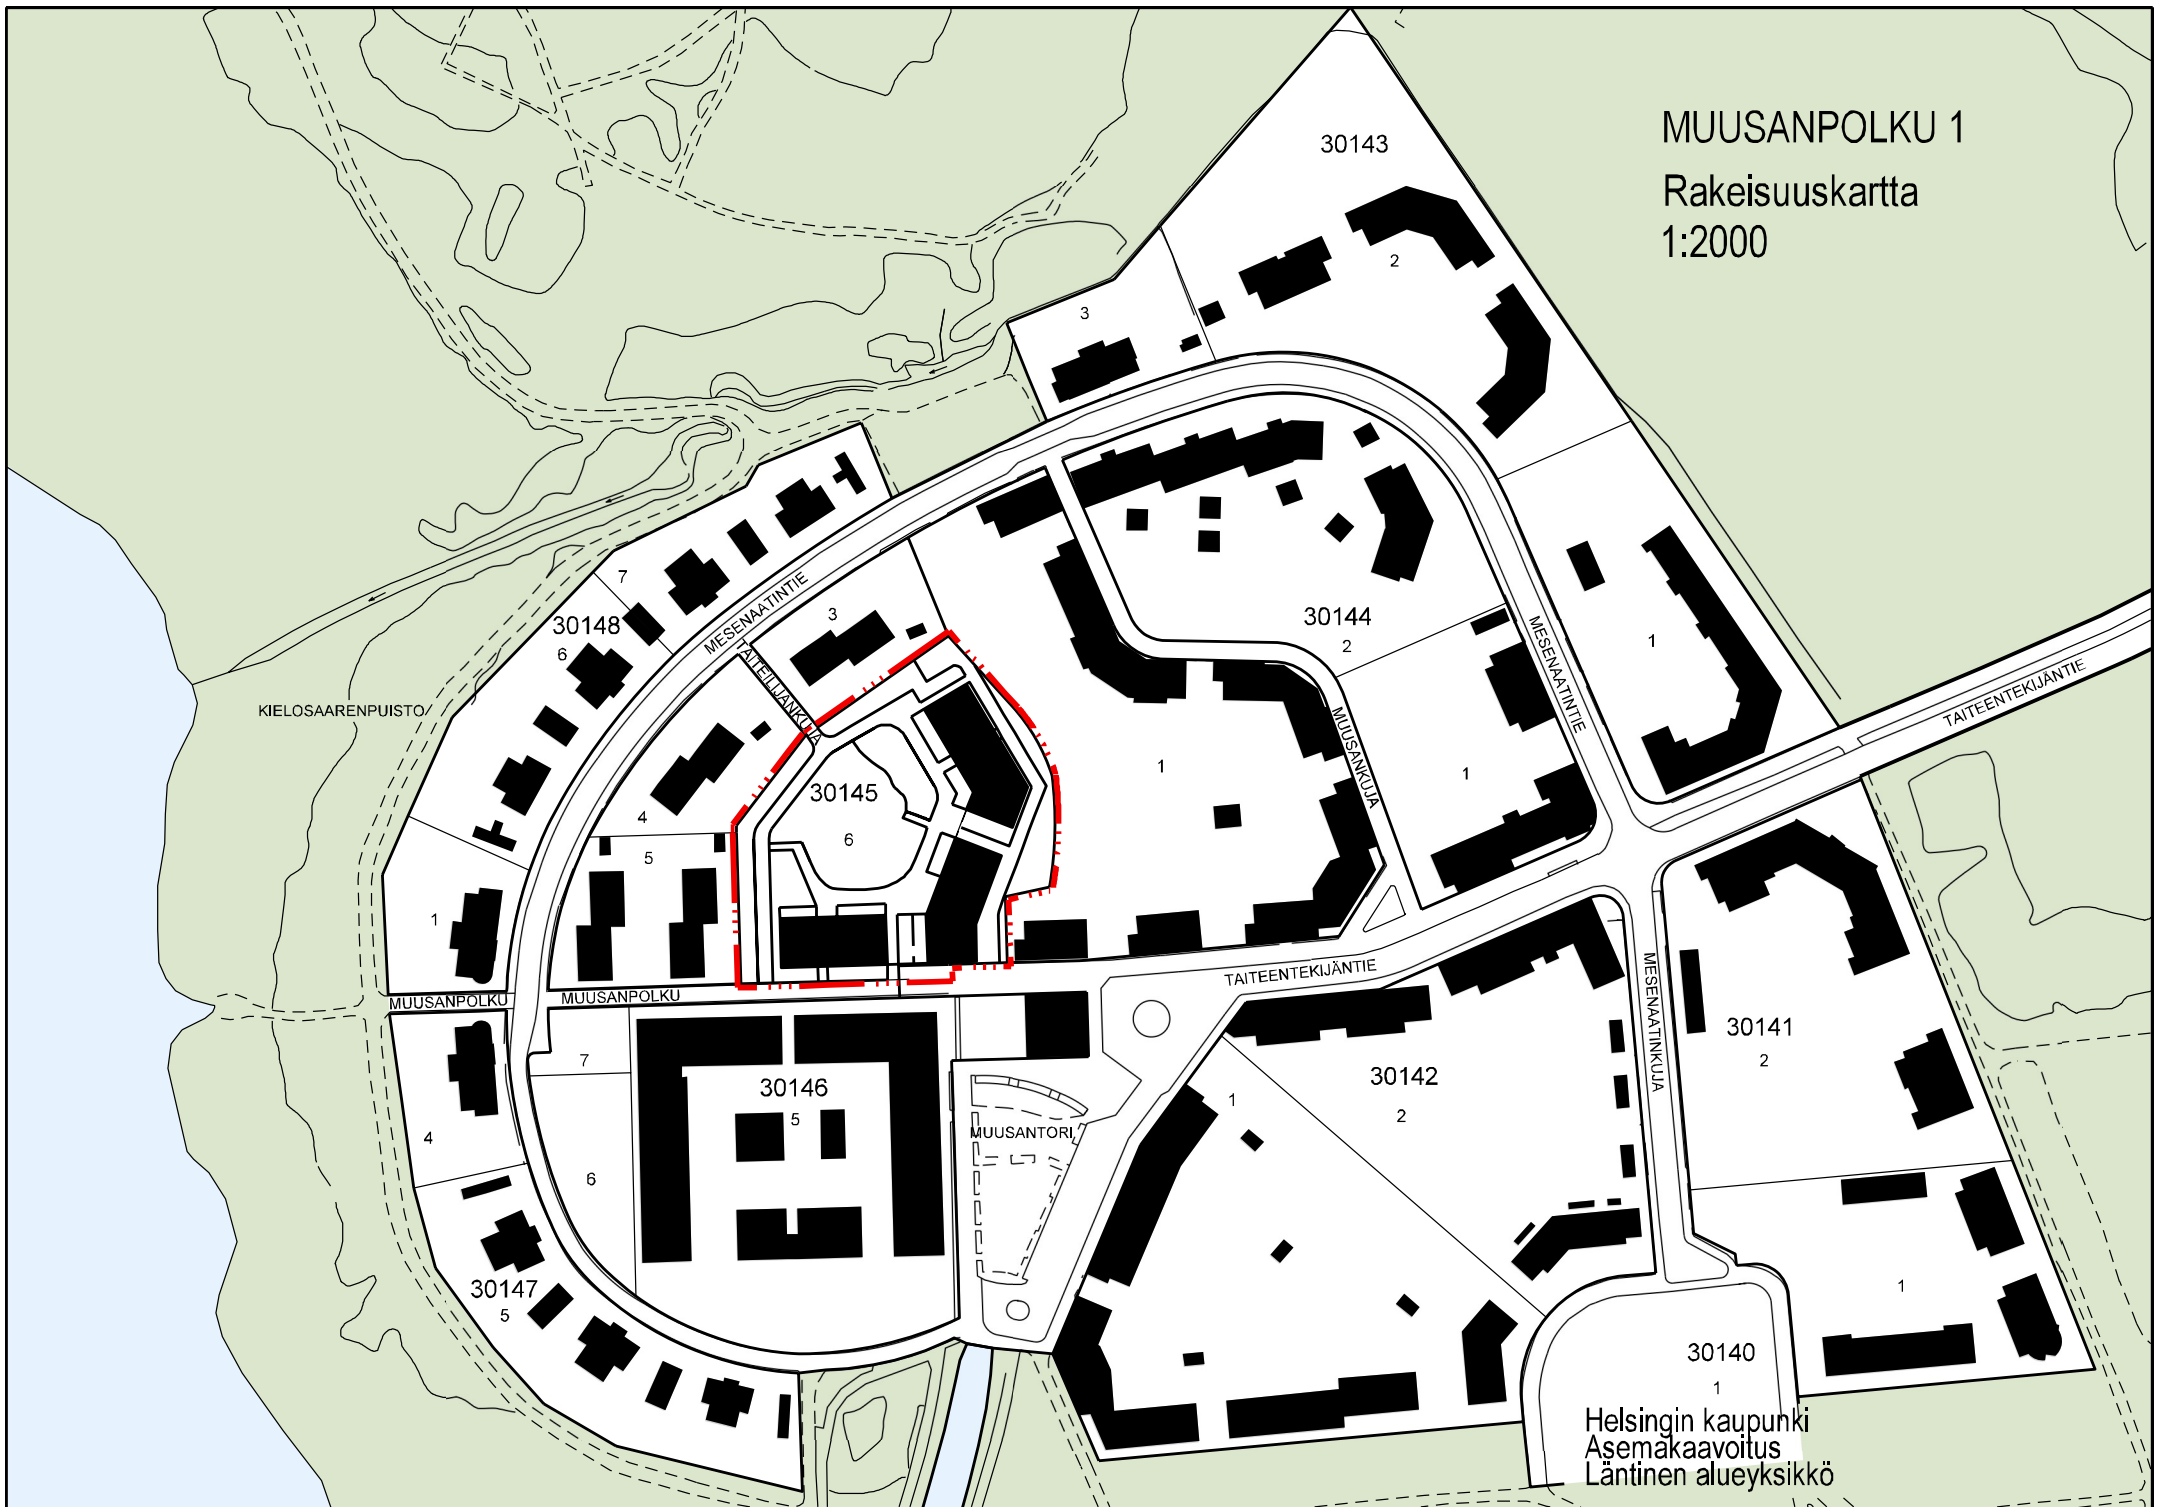 MUUSANPOLKU 1
Rakeisuuskartta
1:2000
30143
2
3
30144
2
1
1
MESENAATINTIE
MESENAATINTIE
TAITEENTEKIJÄNTIE
7
30148
6
3
TAITEILIJANKUJA
KIELOSAARENPUISTO
30145
6
4
5
1
MUUSANKUJA
1
MUUSANPOLKU
MUUSANPOLKU
TAITEENTEKIJÄNTIE
MESENAATINKUJA
30141
2
30142
2
1
7
30146
5
6
MUUSANTORI
4
30147
5
1
30140
1
Helsingin kaupunki
Asemakaavoitus
Läntinen alueyksikkö